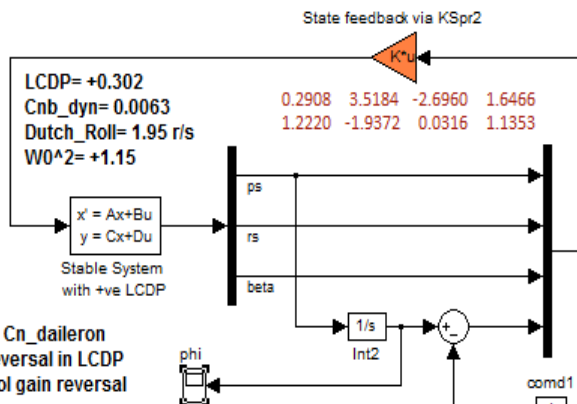 State feedback via KSpr2
K*u
LCDP= +0.302
Cnb_dyn= 0.0063
Dutch_Roll= 1.95 r/s
W0^2= +1.15
0.2908 3.5184 -2.6960 1.6466
1.2220 -1.9372 0.0316 1.1353
ps
x' = Ax+Bu
y = Cx+Du
rs
Stable System
with +ve LCDP
beta
1/s
Int2
Cn_daileron
eversal in LCDP
ol gain reversal
phi
comd1